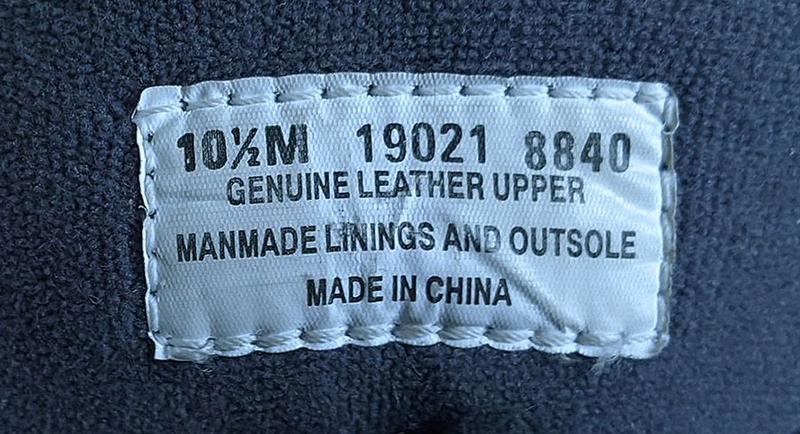 10½M 19021 8840
GENUINE LEATHER UPPER
MANMADE LININGS AND OUTSOLE
MADE IN CHINA